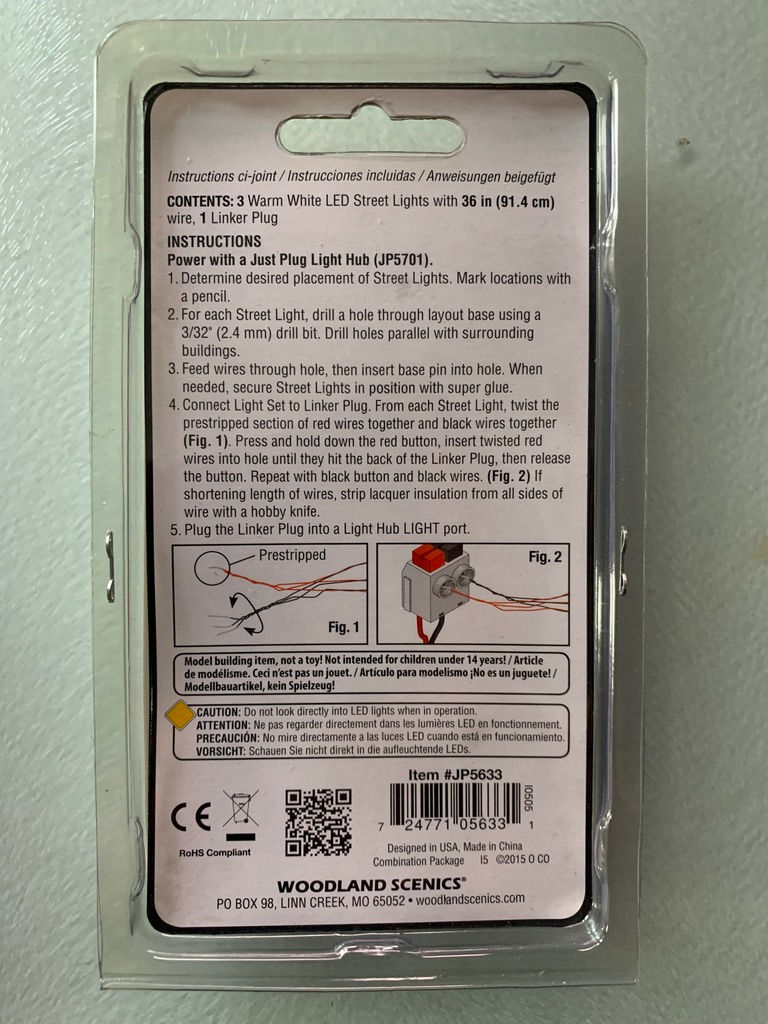 Instructions ci-joint / Instrucciones incluidas / Anweisungen beigefügt
CONTENTS: 3 Warm White LED Street Lights with 36 in (91.4 cm)
wire, 1 Linker Plug
INSTRUCTIONS
Power with a Just Plug Light Hub (JP5701).
1. Determine desired placement of Street Lights. Mark locations with
a pencil.
2. For each Street Light, drill a hole through layout base using a
3/32" (2.4 mm) drill bit. Drill holes parallel with surrounding
buildings.
3. Feed wires through hole, then insert base pin into hole. When
needed, secure Street Lights in position with super glue.
4. Connect Light Set to Linker Plug. From each Street Light, twist the
prestripped section of red wires together and black wires together
(Fig. 1). Press and hold down the red button, insert twisted red
wires into hole until they hit the back of the Linker Plug, then release
the button. Repeat with black button and black wires. (Fig. 2) If
shortening length of wires, strip lacquer insulation from all sides of
wire with a hobby knife.
5. Plug the Linker Plug into a Light Hub LIGHT port.
Prestripped
Fig. 1
Fig. 2
Model building item, not a toy! Not intended for children under 14 years! / Article
de modélisme. Ceci n'est pas un jouet. / Artículo para modelismo ¡No es un juguete! /
Modellbauartikel, kein Spielzeug!
CAUTION: Do not look directly into LED lights when in operation.
ATTENTION: Ne pas regarder directement dans les lumières LED en fonctionnement.
PRECAUCIÓN: No mire directamente a las luces LED cuando está en funcionamiento.
VORSICHT: Schauen Sie nicht direkt in die aufleuchtende LEDs.
CE
RoHS Compliant
Item #JP5633
7 24771 05633 1
I0505
Designed in USA, Made in China
Combination Package I5 ©2015 O CO
WOODLAND SCENICS®
PO BOX 98, LINN CREEK, MO 65052 • woodlandscenics.com